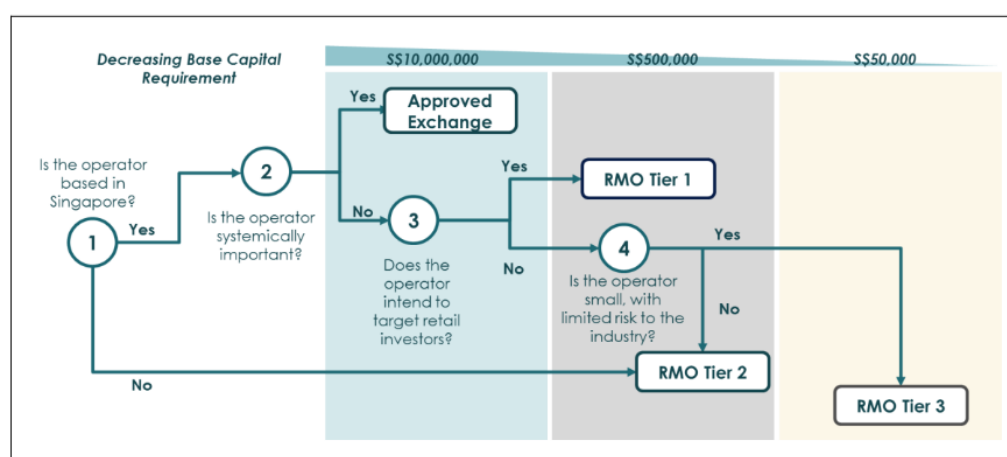 Decreasing Base Capital
Requirement
S$10,000,000
S$500,000
S$50,000
Yes
Approved
Exchange
Is the operator
based in
Singapore?
2
Yes
RMO Tier 1
1
Yes
Is the operator
systemically
important?
No
3
No
4
Yes
Does the
operator
intend to
target retail
investors?
Is the operator
small, with
limited risk to the
industry?
No
No
RMO Tier 2
RMO Tier 3